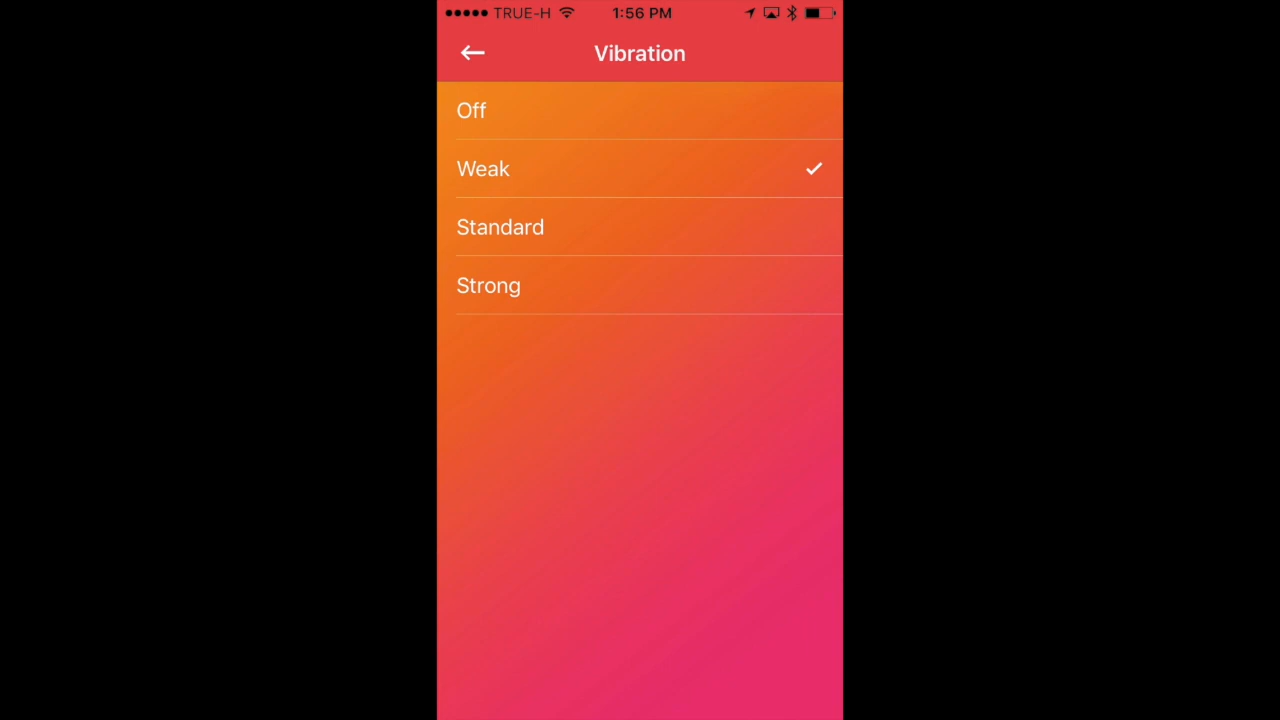 TRUE-H 1:56 PM
Vibration
Off
Weak
Standard
Strong